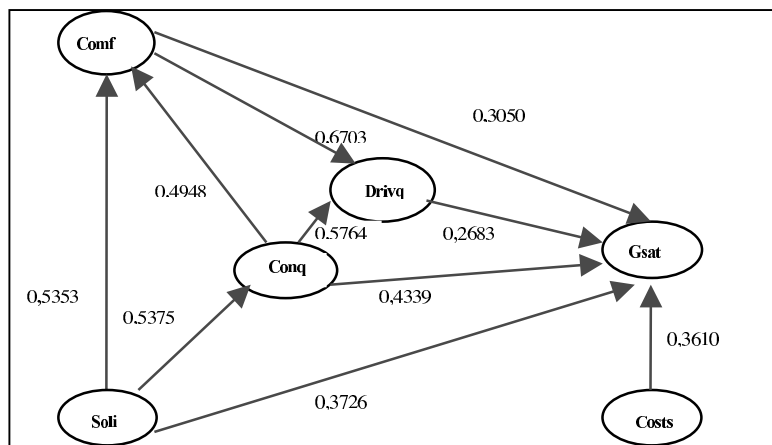 Comf
0,3050
0,6703
0,4948
Drivq
0,5764
0,2683
Gsat
Conq
0,5353
0,5375
0,4339
0,3610
0,3726
Soli
Costs